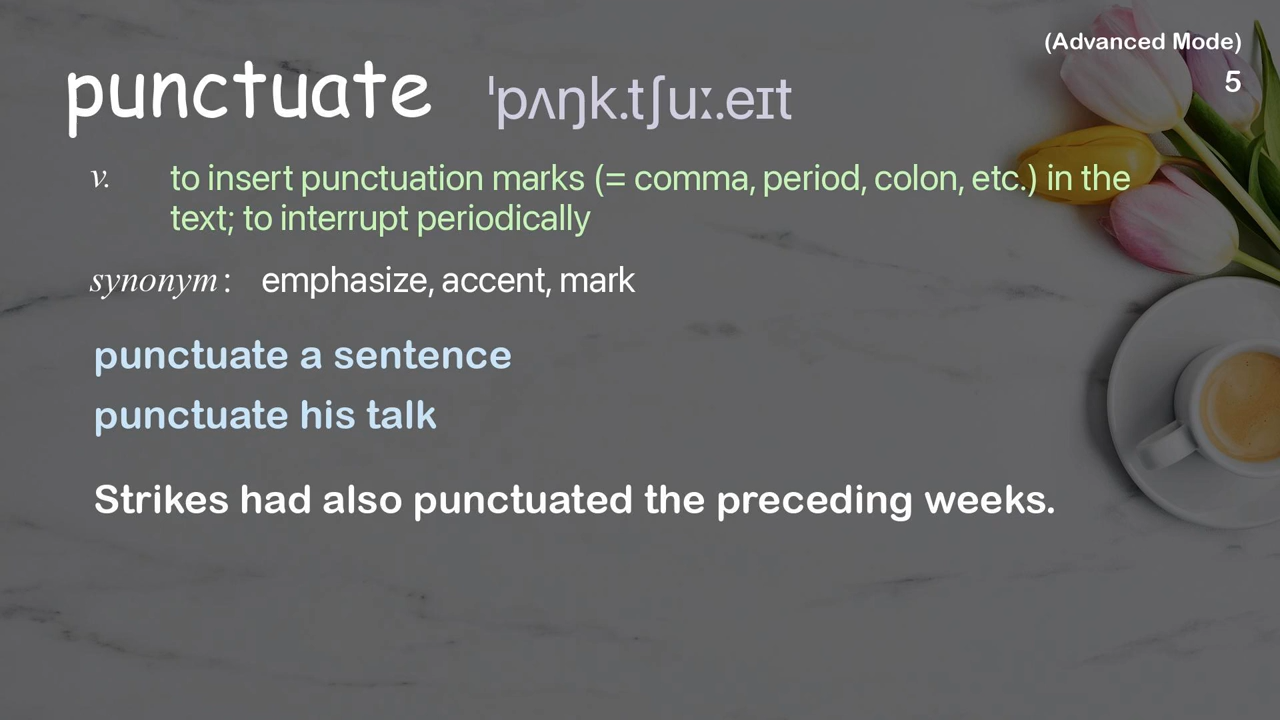 (Advanced Mode)
5
punctuate ˈpʌŋk.tʃuː.eɪt
v. to insert punctuation marks (= comma, period, colon, etc.) in the
text; to interrupt periodically
synonym: emphasize, accent, mark
punctuate a sentence
punctuate his talk
Strikes had also punctuated the preceding weeks.